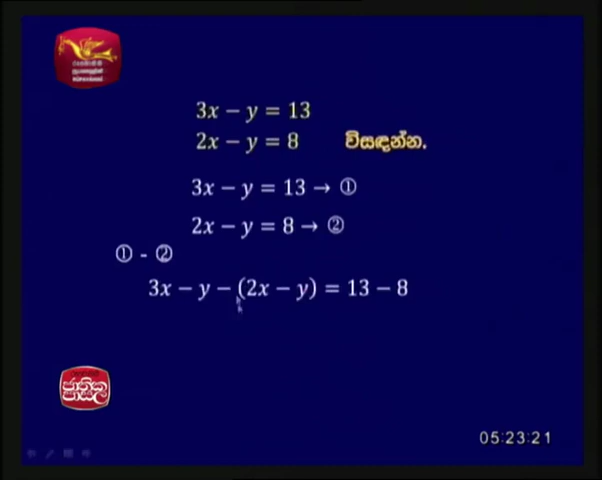 3x − y = 13
2x − y = 8 විසඳන්න.
3x − y = 13 → ①
2x − y = 8 → ②
① - ②
3x − y − (2x − y) = 13 − 8
ජාතික
පාසල
05:23:21